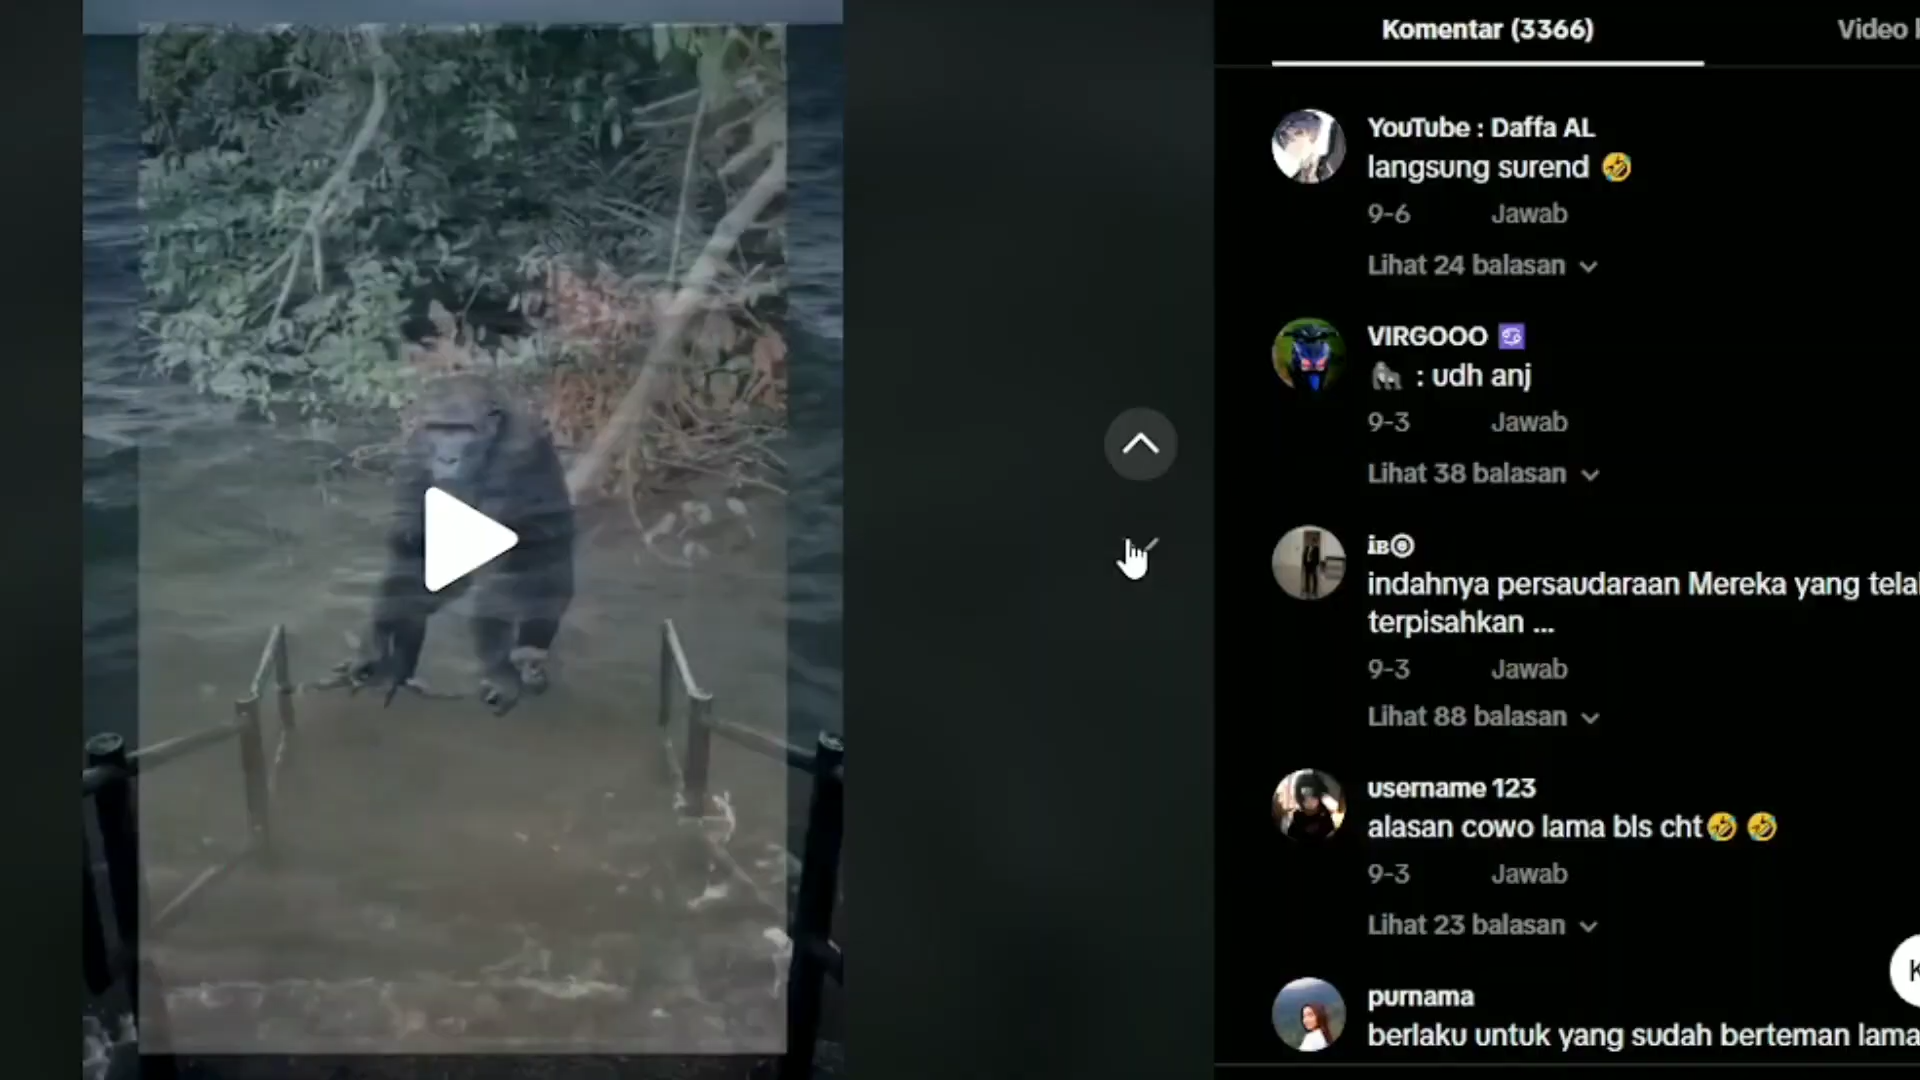 Komentar (3366)
Video
YouTube : Daffa AL
langsung surend 🤣
9-6 Jawab
Lihat 24 balasan
VIRGOOO ♋
🦍 : udh anj
9-3 Jawab
Lihat 38 balasan
iв
indahnya persaudaraan Mereka yang
terpisahkan ...
9-3 Jawab
Lihat 88 balasan
username 123
alasan cowo lama bls cht🤣 🤣
9-3 Jawab
Lihat 23 balasan
purnama
berlaku untuk yang sudah berteman lama